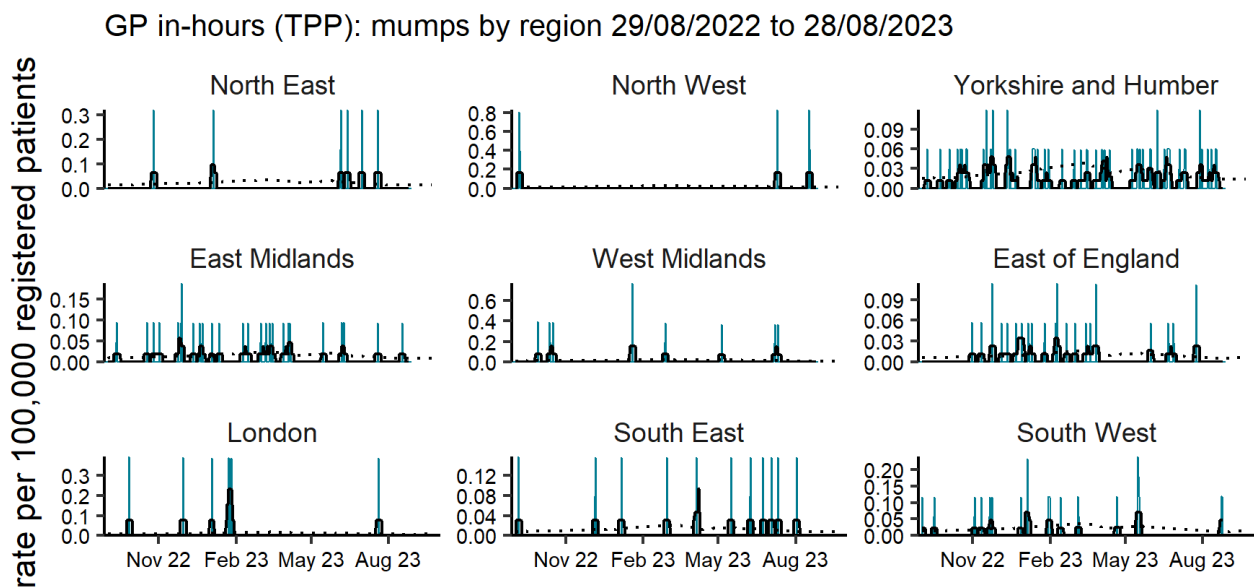 GP in-hours (TPP): mumps by region 29/08/2022 to 28/08/2023
rate per 100,000 registered patients
North East
0.3
0.2
0.1
0.0
North West
0.8
0.6
0.4
0.2
0.0
Yorkshire and Humber
0.09
0.06
0.03
0.00
East Midlands
0.15
0.10
0.05
0.00
West Midlands
0.6
0.4
0.2
0.0
East of England
0.09
0.06
0.03
0.00
London
0.3
0.2
0.1
0.0
Nov 22 Feb 23 May 23 Aug 23
South East
0.12
0.08
0.04
0.00
Nov 22 Feb 23 May 23 Aug 23
South West
0.20
0.15
0.10
0.05
0.00
Nov 22 Feb 23 May 23 Aug 23